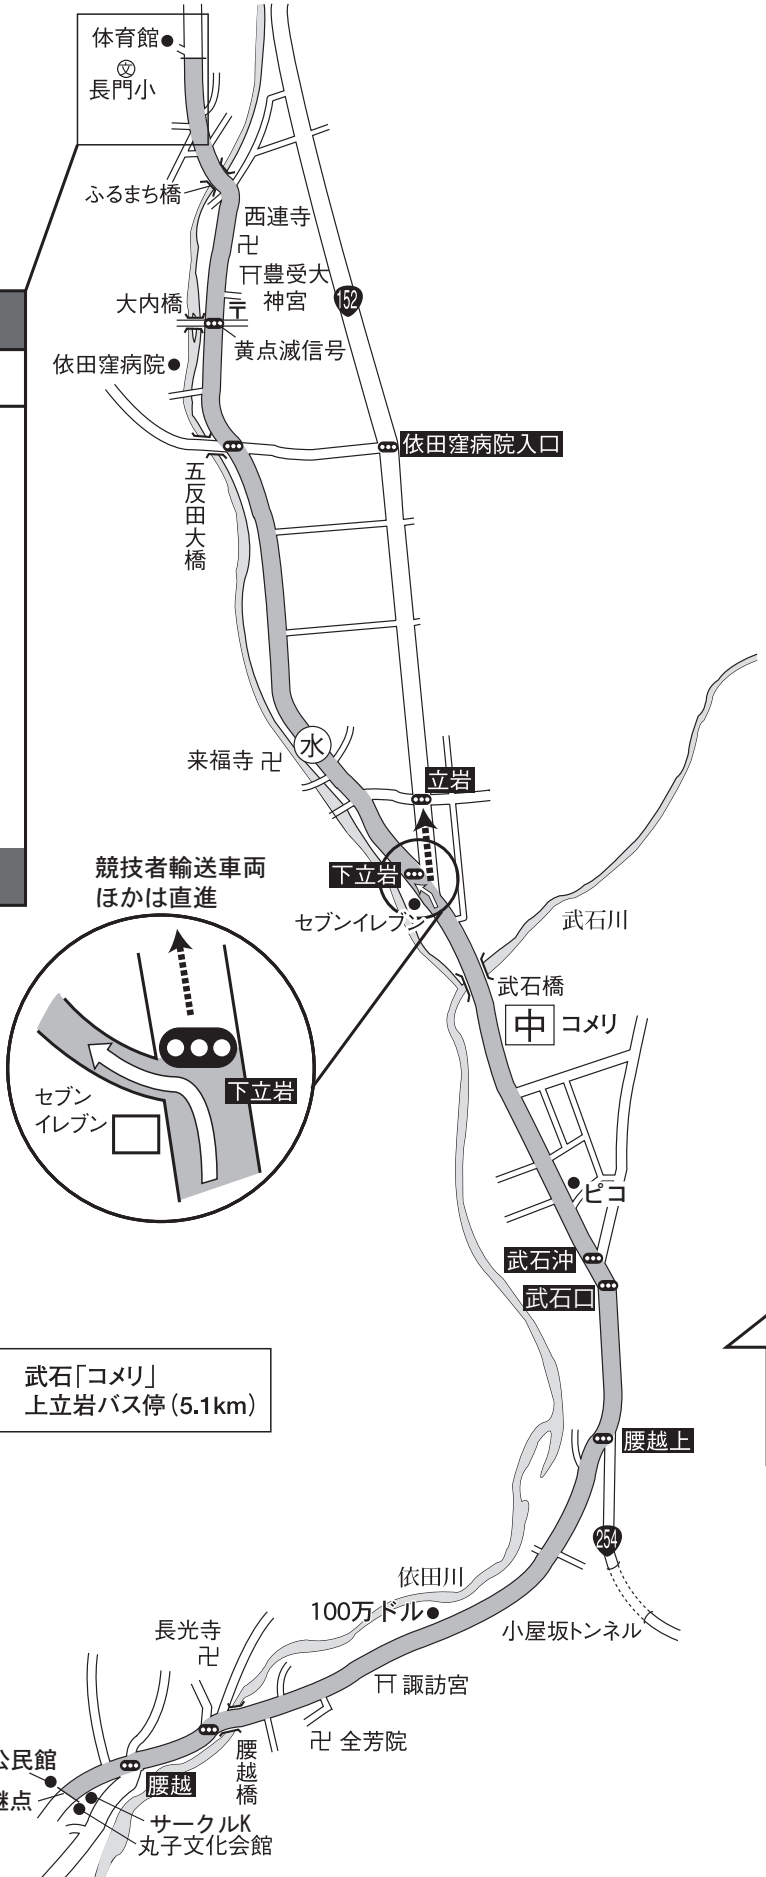 体育館
文
長門小
ふるまち橋
西連寺
豊受大
神宮
152
大内橋
黄点滅信号
依田窪病院
依田窪病院入口
五反田大橋
来福寺
水
立岩
下立岩
競技者輸送車両
ほかは直進
セブンイレブン
武石川
武石橋
中
コメリ
下立岩
セブン
イレブン
ピコ
武石沖
武石口
武石「コメリ」
上立岩バス停（5.1km）
腰越上
254
依田川
100万ドル
小屋坂トンネル
長光寺
諏訪宮
全芳院
腰越橋
公民館
腰越
継点
サークルK
丸子文化会館